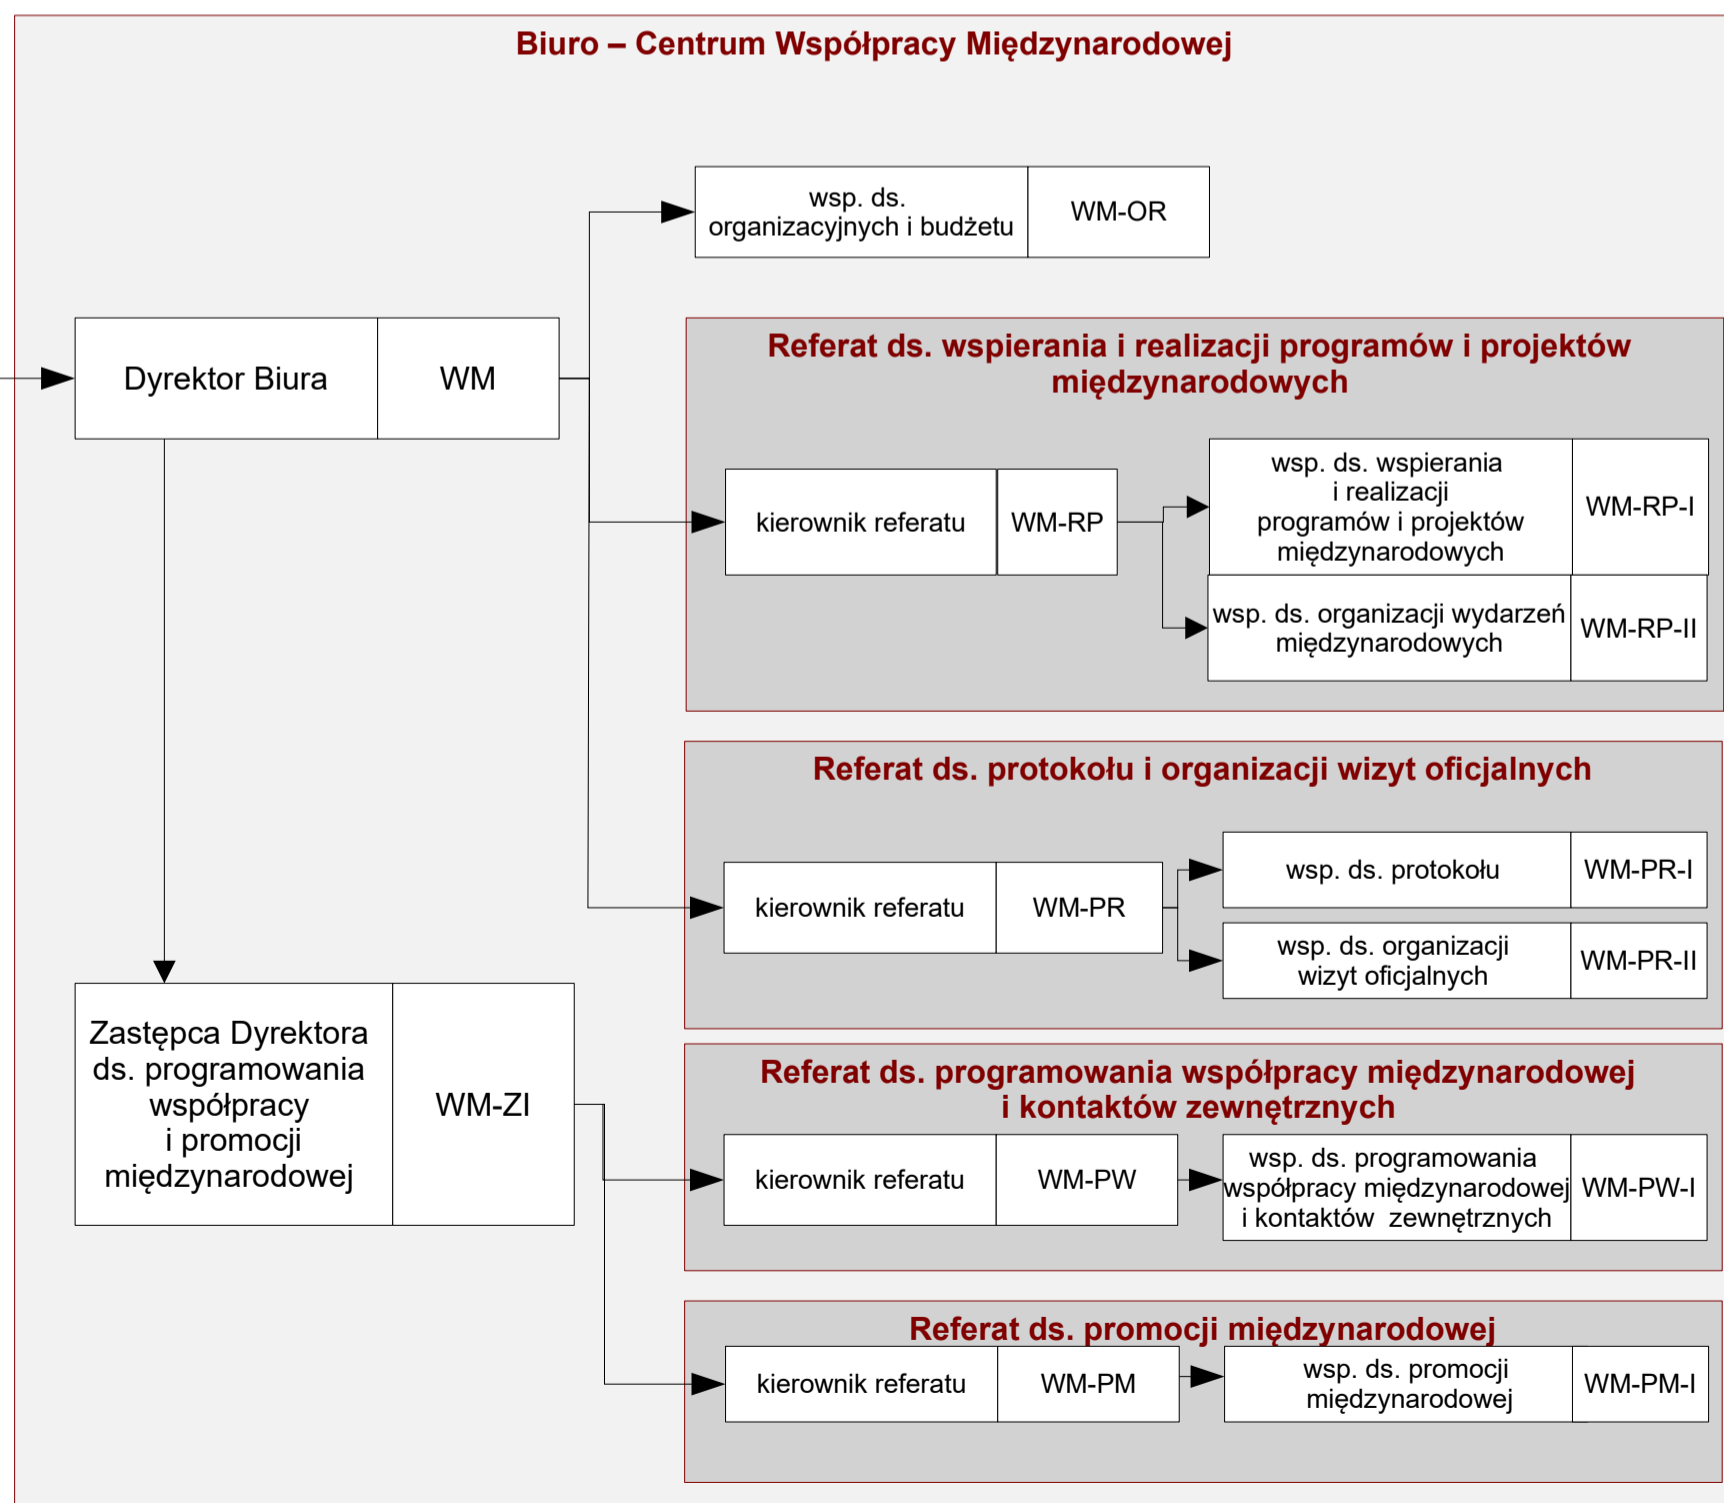 Biuro – Centrum Współpracy Międzynarodowej
wsp. ds.
organizacyjnych i budżetu
WM-OR
Dyrektor Biura
WM
Referat ds. wspierania i realizacji programów i projektów
międzynarodowych
kierownik referatu
WM-RP
wsp. ds. wspierania
i realizacji
programów i projektów
międzynarodowych
WM-RP-I
wsp. ds. organizacji wydarzeń
międzynarodowych
WM-RP-II
Referat ds. protokołu i organizacji wizyt oficjalnych
kierownik referatu
WM-PR
wsp. ds. protokołu
WM-PR-I
wsp. ds. organizacji
wizyt oficjalnych
WM-PR-II
Zastępca Dyrektora
ds. programowania
współpracy
i promocji
międzynarodowej
WM-ZI
Referat ds. programowania współpracy międzynarodowej
i kontaktów zewnętrznych
kierownik referatu
WM-PW
wsp. ds. programowania
współpracy międzynarodowej
i kontaktów zewnętrznych
WM-PW-I
Referat ds. promocji międzynarodowej
kierownik referatu
WM-PM
wsp. ds. promocji
międzynarodowej
WM-PM-I